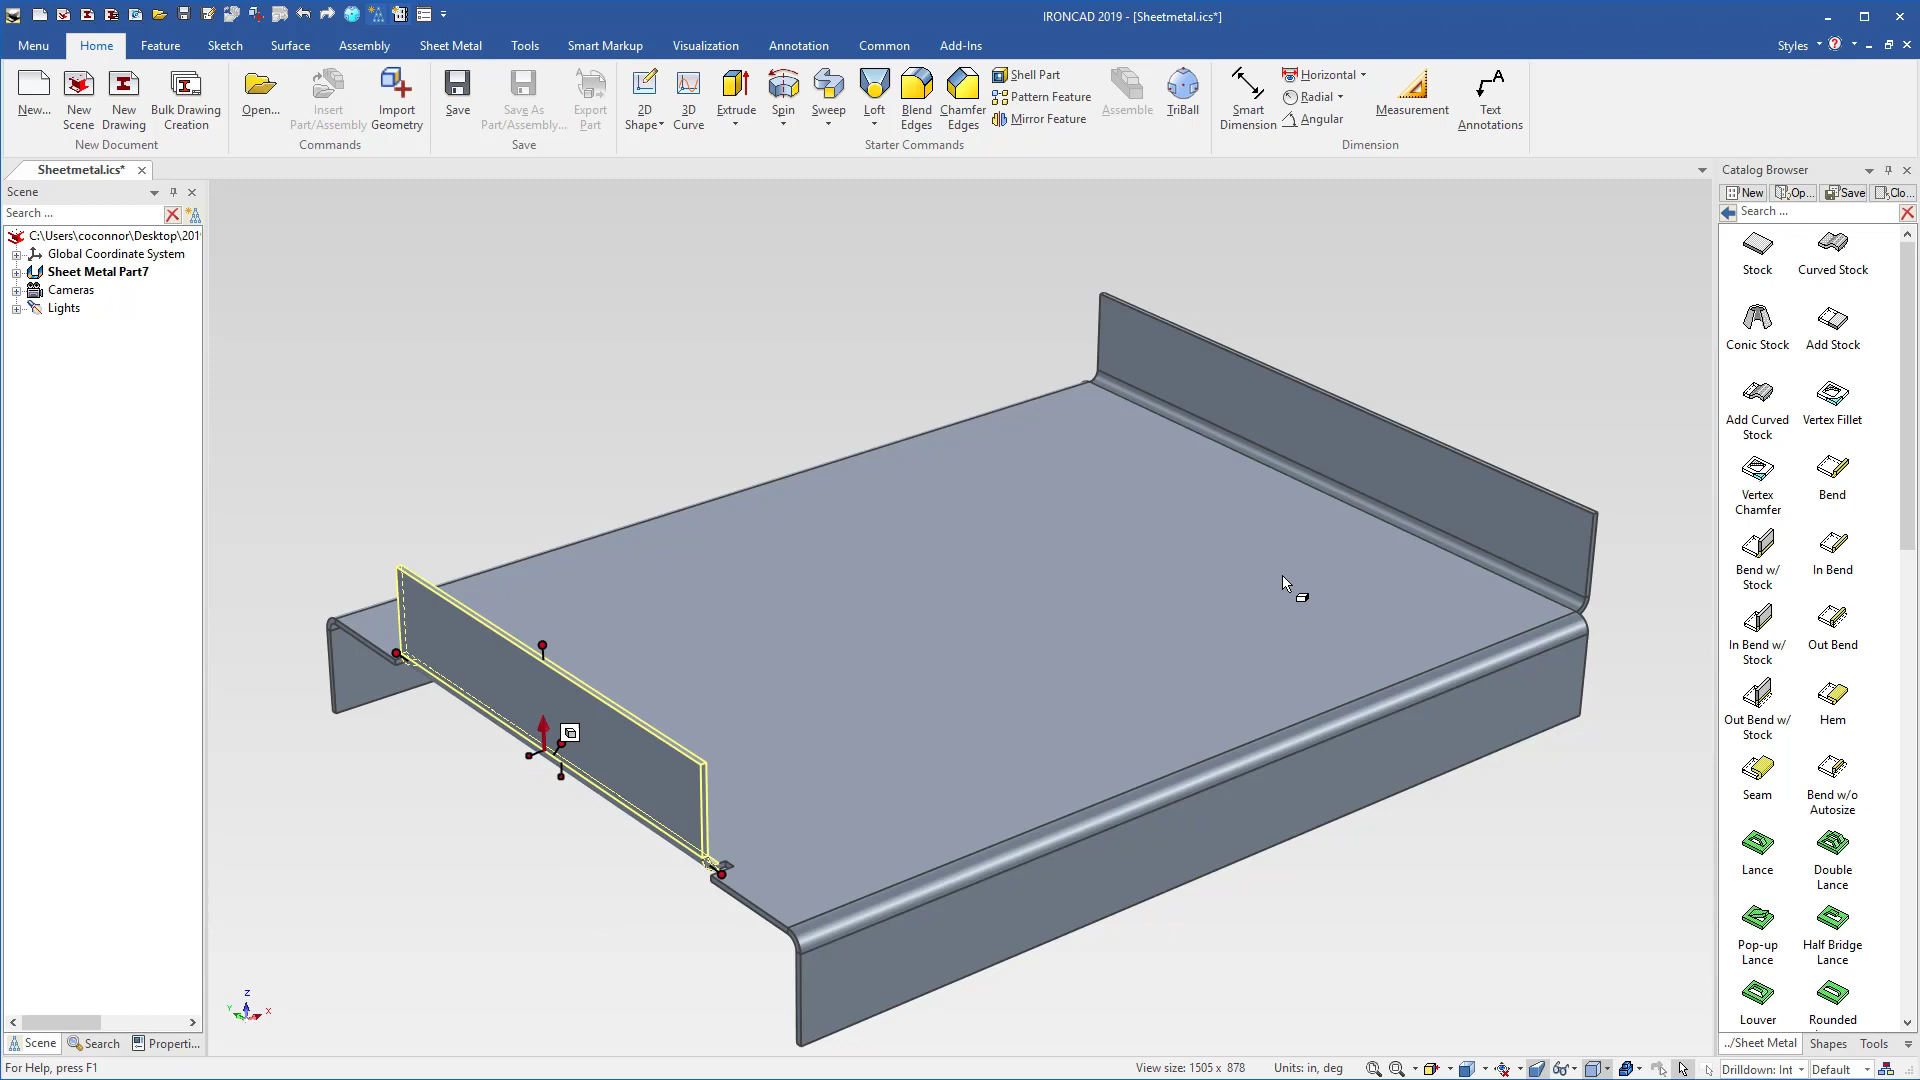 IRONCAD 2019 - [Sheetmetal.ics*]
Menu Home Feature Sketch Surface Assembly Sheet Metal Tools Smart Markup Visualization Annotation Common Add-Ins Styles
New... New Scene New Drawing Bulk Drawing Creation
New Document
Open... Insert Part/Assembly Import Geometry
Commands
Save Save As Part/Assembly... Export Part
Save
2D Shape 3D Curve Extrude Spin Sweep Loft Blend Edges Chamfer Edges
Shell Part
Pattern Feature
Mirror Feature
Assemble TriBall
Starter Commands
Smart Dimension
Horizontal
Radial
Angular
Measurement Text Annotations
Dimension
Sheetmetal.ics*
Scene
Search ...
C:\Users\coconnor\Desktop\201
Global Coordinate System
Sheet Metal Part7
Cameras
Lights
Z
Y
X
Scene Search Properti...
Catalog Browser
New Op... Save Clo...
Search ...
Stock Curved Stock
Conic Stock Add Stock
Add Curved Stock Vertex Fillet
Vertex Chamfer Bend
Bend w/ Stock In Bend
In Bend w/ Stock Out Bend
Out Bend w/ Stock Hem
Seam Bend w/o Autosize
Lance Double Lance
Pop-up Lance Half Bridge Lance
Louver Rounded
../Sheet Metal Shapes Tools
For Help, press F1
View size: 1505 x 878 Units: in, deg
Drilldown: Int Default